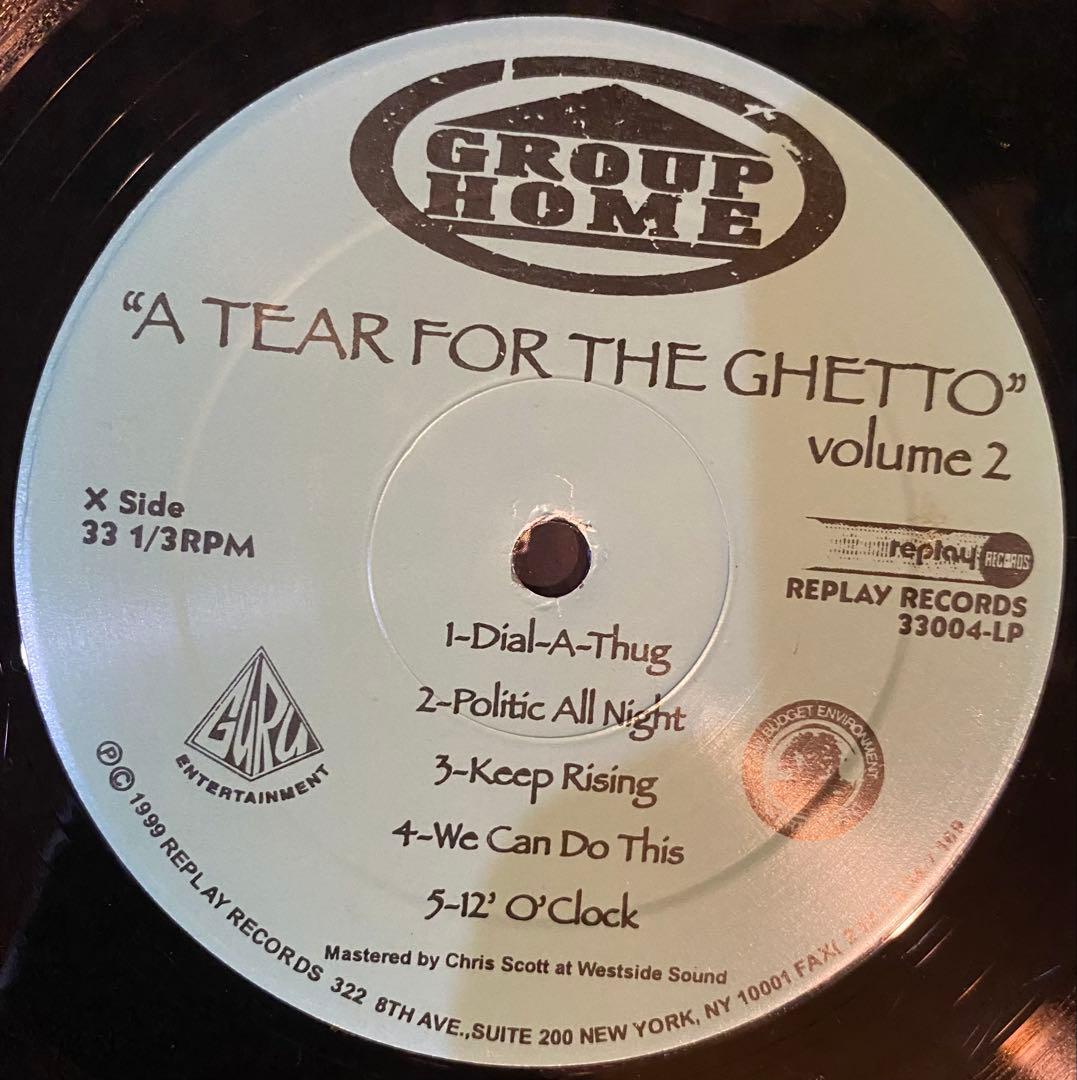 GROUP
HOME
"A TEAR FOR THE GHETTO"
volume 2
X Side
33 1/3RPM
replay RECORDS
REPLAY RECORDS
33004-LP
1-Dial-A-Thug
2-Politic All Night
3-Keep Rising
4-We Can Do This
5-12' O'Clock
GURU
ENTERTAINMENT
BUDGET ENVIRONMENT
Mastered by Chris Scott at Westside Sound
℗© 1999 REPLAY RECORDS 322 8TH AVE.,SUITE 200 NEW YORK, NY 10001 FAX(